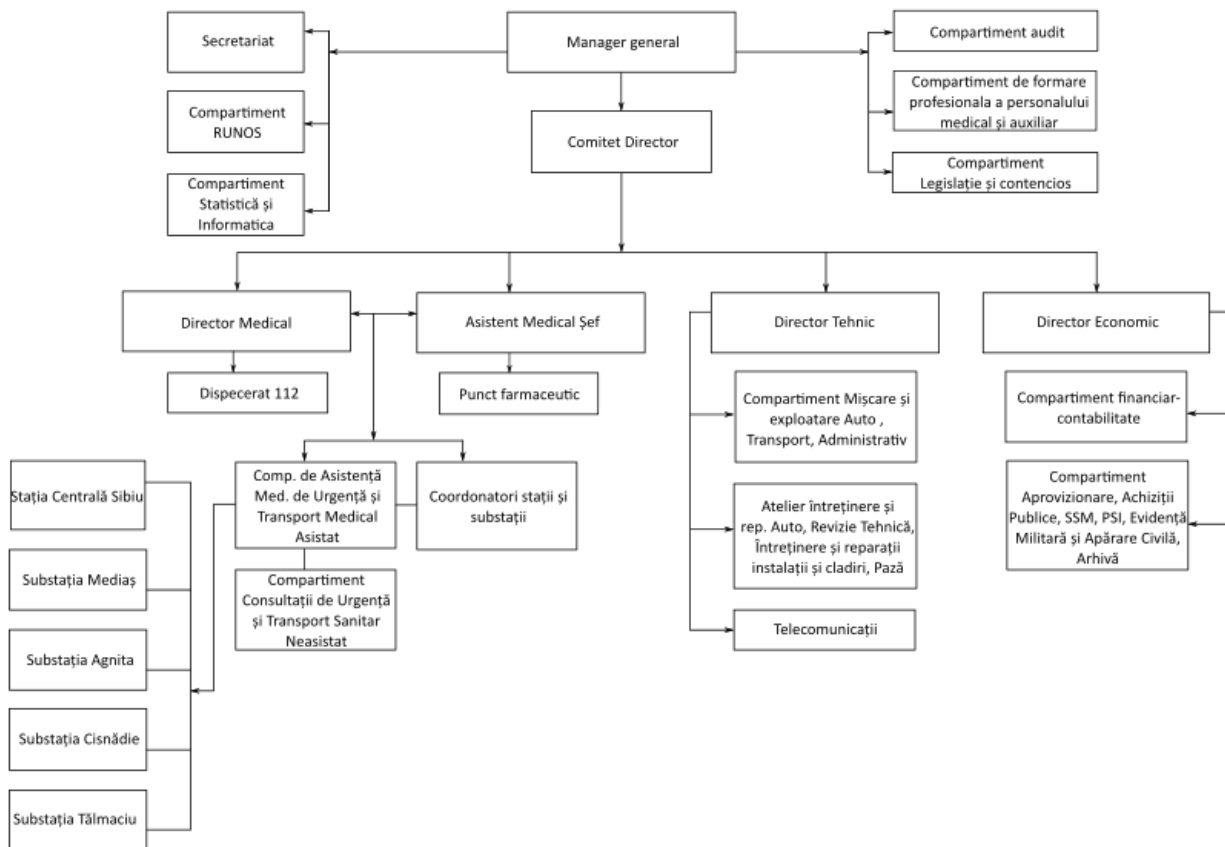 Secretariat
Manager general
Compartiment audit
Compartiment
RUNOS
Compartiment de formare
profesionala a personalului
medical și auxiliar
Comitet Director
Compartiment
Statistică și
Informatica
Compartiment
Legislație și contencios
Director Medical
Asistent Medical Șef
Director Tehnic
Director Economic
Dispecerat 112
Punct farmaceutic
Compartiment Mișcare și
exploatare Auto ,
Transport, Administrativ
Compartiment financiar-
contabilitate
Stația Centrală Sibiu
Comp. de Asistență
Med. de Urgență și
Transport Medical
Asistat
Coordonatori stații și
substații
Atelier întreținere și
rep. Auto, Revizie Tehnică,
Întreținere și reparații
instalații și cladiri, Pază
Compartiment
Aprovizionare, Achiziții
Publice, SSM, PSI, Evidență
Militară și Apărare Civilă,
Arhivă
Substația Mediaș
Compartiment
Consultații de Urgență
și Transport Sanitar
Neasistat
Telecomunicații
Substația Agnita
Substația Cisnădie
Substația Tălmaciu